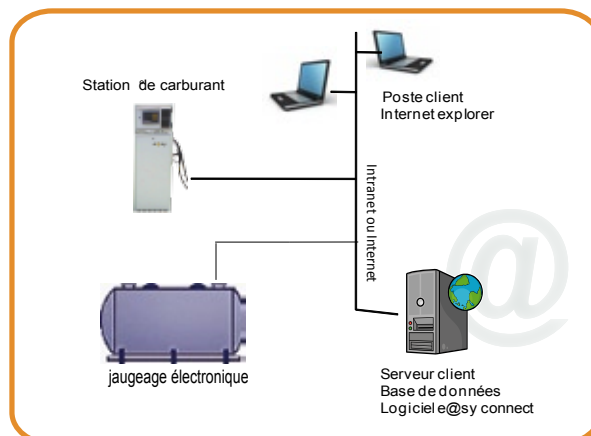 Station de carburant
Poste client
Internet explorer
Intranet ou Internet
jaugeage électronique
Serveur client
Base de données
Logiciel e@sy connect
@